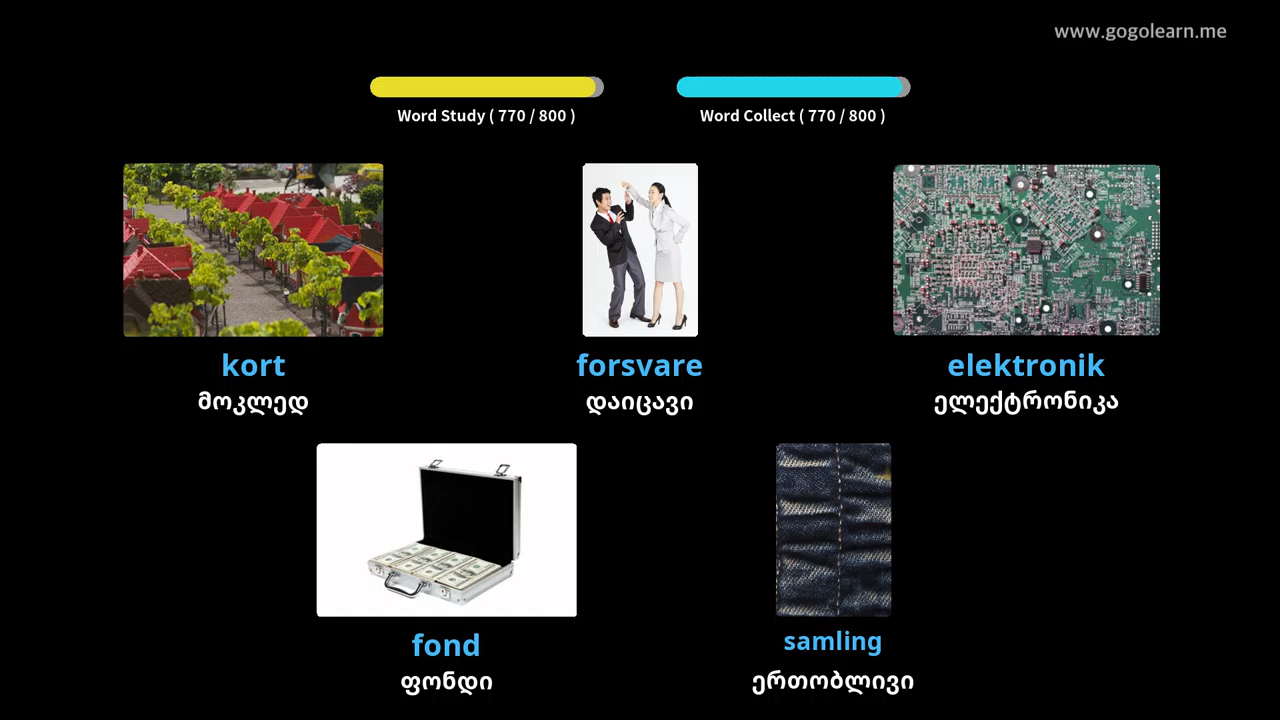 www.gogolearn.me
Word Study ( 770 / 800 )
Word Collect ( 770 / 800 )
kort
მოკლედ
forsvare
დაიცავი
elektronik
ელექტრონიკა
fond
ფონდი
samling
ერთობლივი